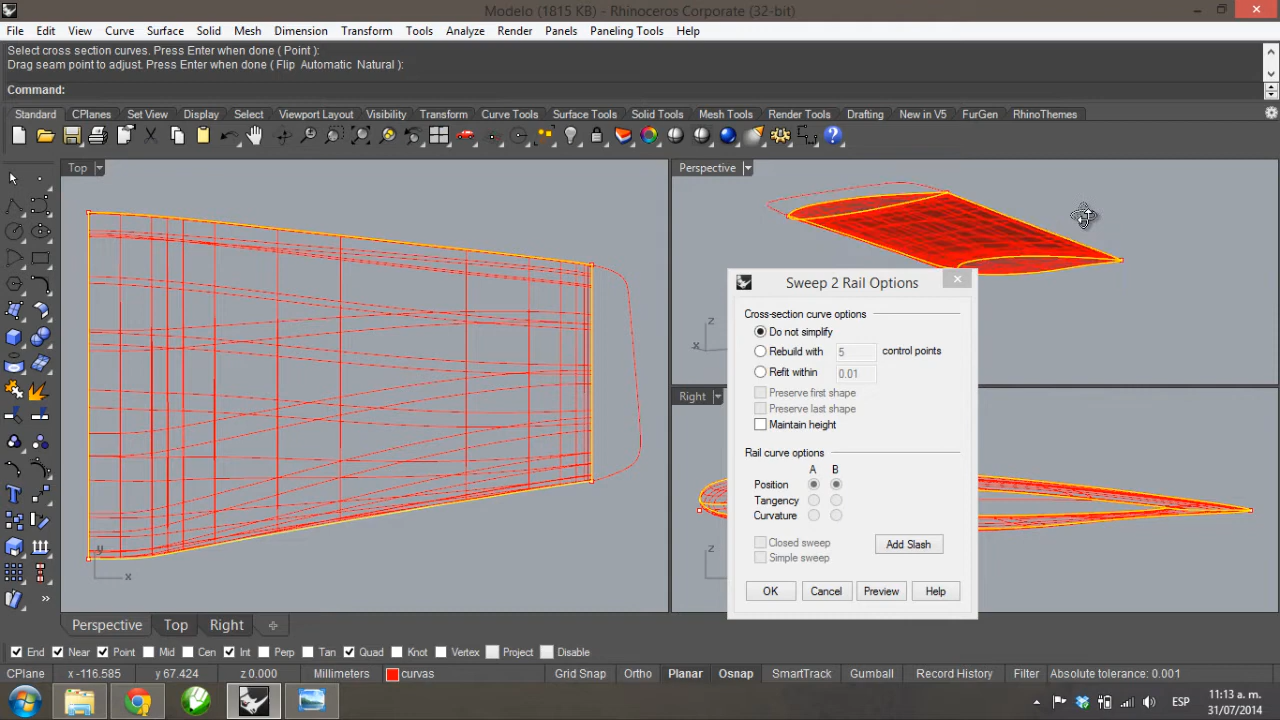 Modelo (1815 KB) - Rhinoceros Corporate (32-bit)
File Edit View Curve Surface Solid Mesh Dimension Transform Tools Analyze Render Panels Paneling Tools Help
Select cross section curves. Press Enter when done ( Point ):
Drag seam point to adjust. Press Enter when done ( Flip Automatic Natural ):
Command:
Standard CPlanes Set View Display Select Viewport Layout Visibility Transform Curve Tools Surface Tools Solid Tools Mesh Tools Render Tools Drafting New in V5 FurGen RhinoThemes
Top
Perspective
Right
z
x
y
x
z
Sweep 2 Rail Options
Cross-section curve options
Do not simplify
Rebuild with 5 control points
Refit within 0.01
Preserve first shape
Preserve last shape
Maintain height
Rail curve options
A B
Position
Tangency
Curvature
Closed sweep
Simple sweep
Add Slash
OK Cancel Preview Help
Perspective Top Right
End Near Point Mid Cen Int Perp Tan Quad Knot Vertex Project Disable
CPlane x -116.595 y 67.424 z 0.000 Millimeters curvas Grid Snap Ortho Planar Osnap SmartTrack Gumball Record History Filter Absolute tolerance: 0.001
ESP
11:13 a. m.
31/07/2014